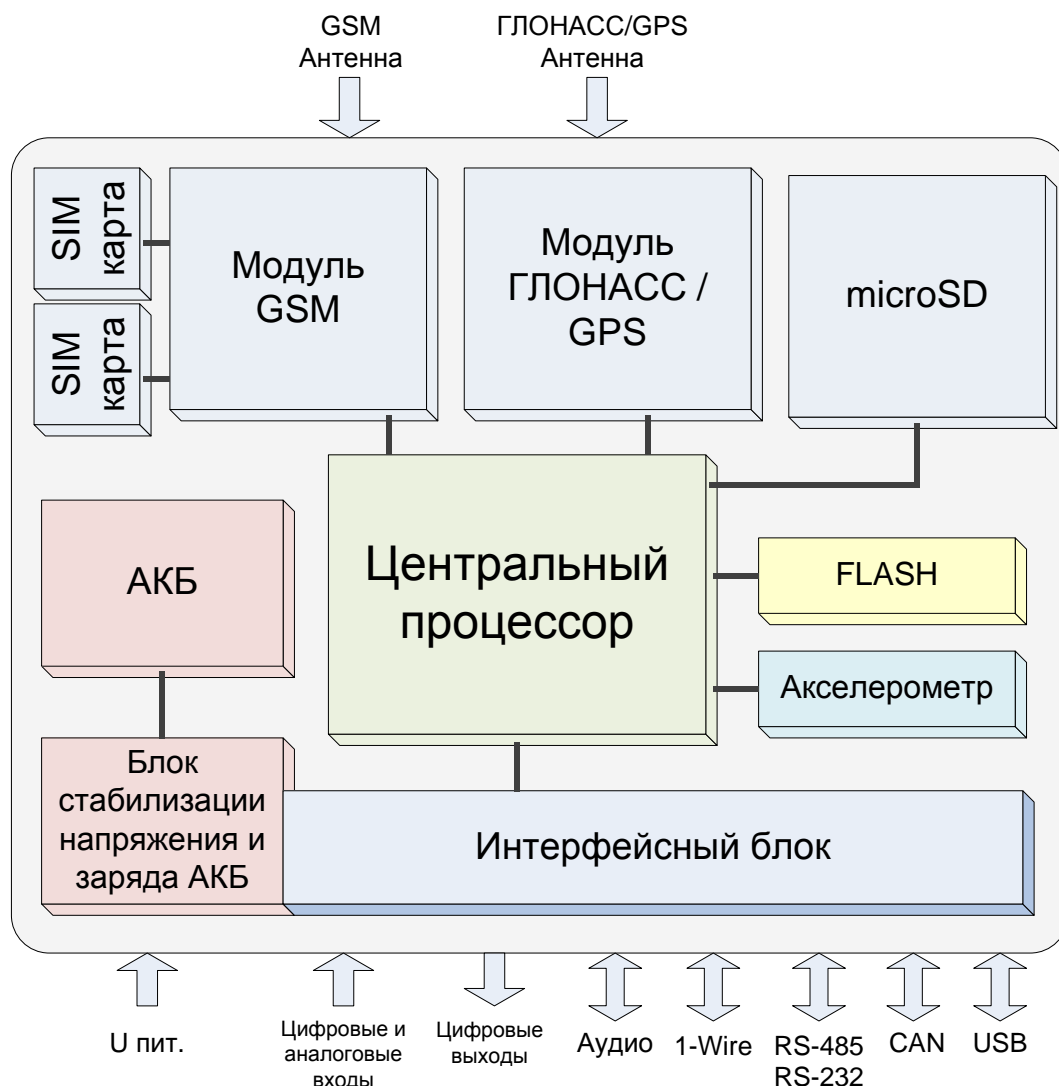 GSM
Антенна
ГЛОНАСС/GPS
Антенна
SIM
карта
SIM
карта
Модуль
GSM
Модуль
ГЛОНАСС /
GPS
microSD
АКБ
Центральный
процессор
FLASH
Акселерометр
Блок
стабилизации
напряжения и
заряда АКБ
Интерфейсный блок
U пит.
Цифровые и
аналоговые
входы
Цифровые
выходы
Аудио
1-Wire
RS-485
RS-232
CAN
USB